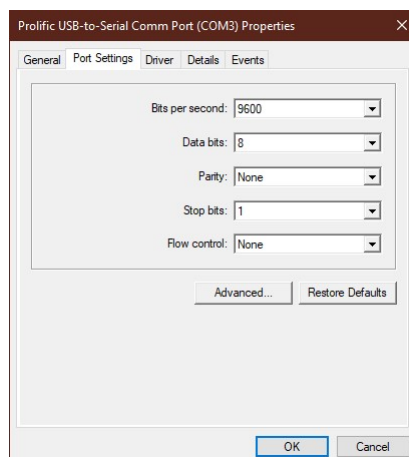 Prolific USB-to-Serial Comm Port (COM3) Properties
General Port Settings Driver Details Events
Bits per second: 9600
Data bits: 8
Parity: None
Stop bits: 1
Flow control: None
Advanced... Restore Defaults
OK Cancel